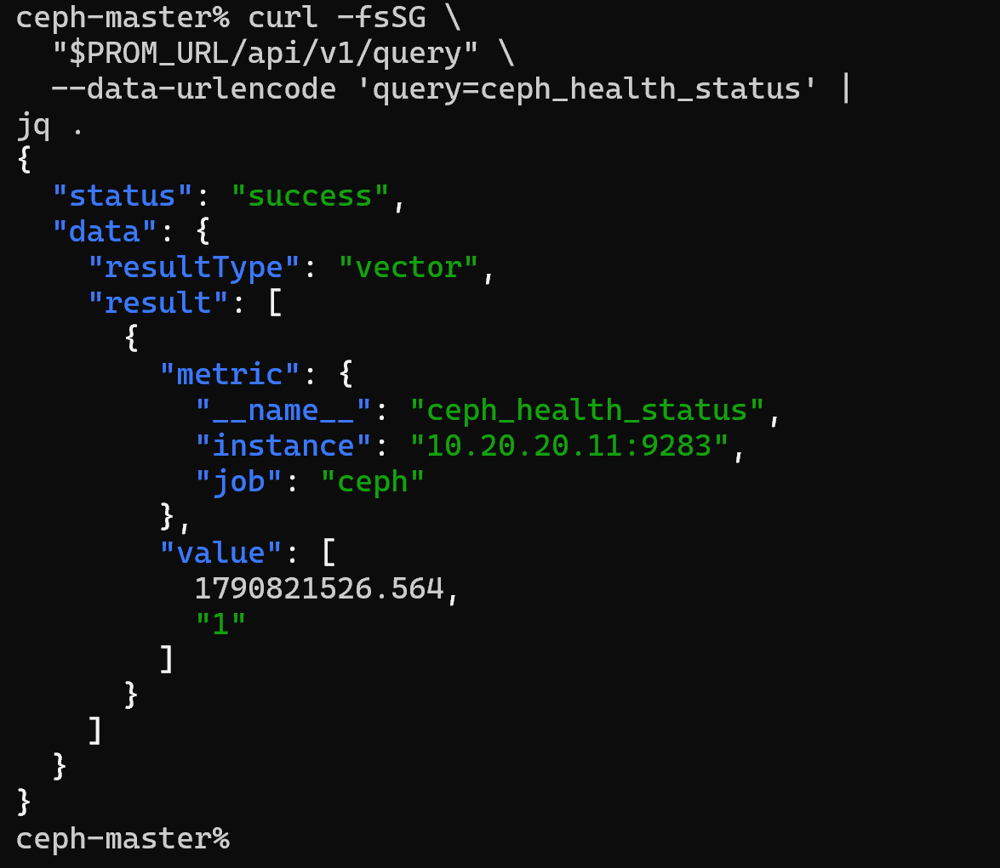 ceph-master% curl -fsSG \
  "$PROM_URL/api/v1/query" \
  --data-urlencode 'query=ceph_health_status' |
jq .
{
  "status": "success",
  "data": {
    "resultType": "vector",
    "result": [
      {
        "metric": {
          "__name__": "ceph_health_status",
          "instance": "10.20.20.11:9283",
          "job": "ceph"
        },
        "value": [
          1790821526.564,
          "1"
        ]
      }
    ]
  }
}
ceph-master%